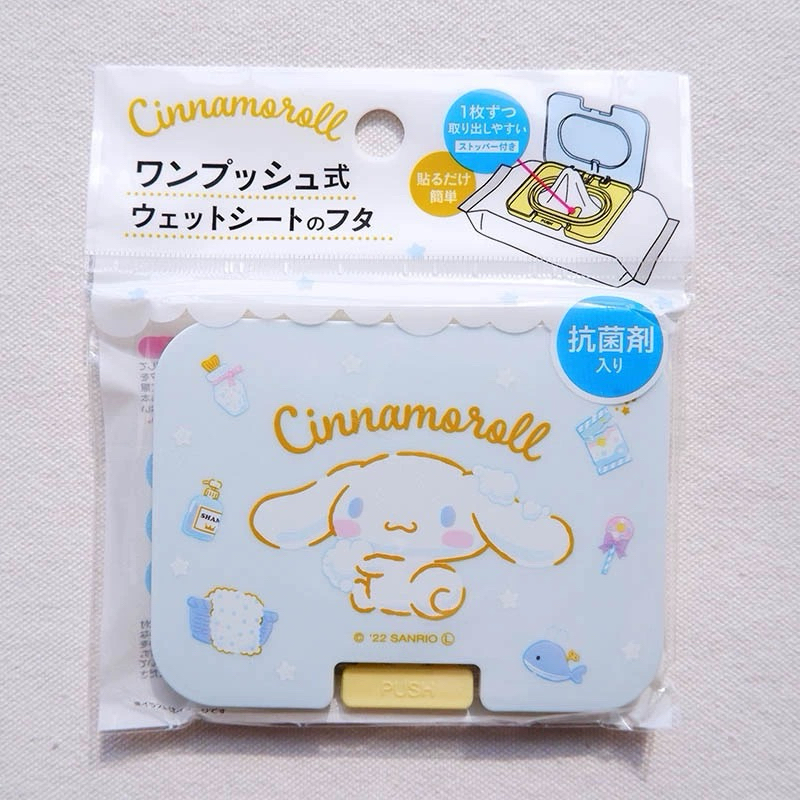 Cinnamoroll
ワンプッシュ式
ウェットシートのフタ
1枚ずつ
取り出しやすい
ストッパー付き
貼るだけ
簡単
抗菌剤
入り
Cinnamoroll
SHAM
© '22 SANRIO Ⓛ
PUSH